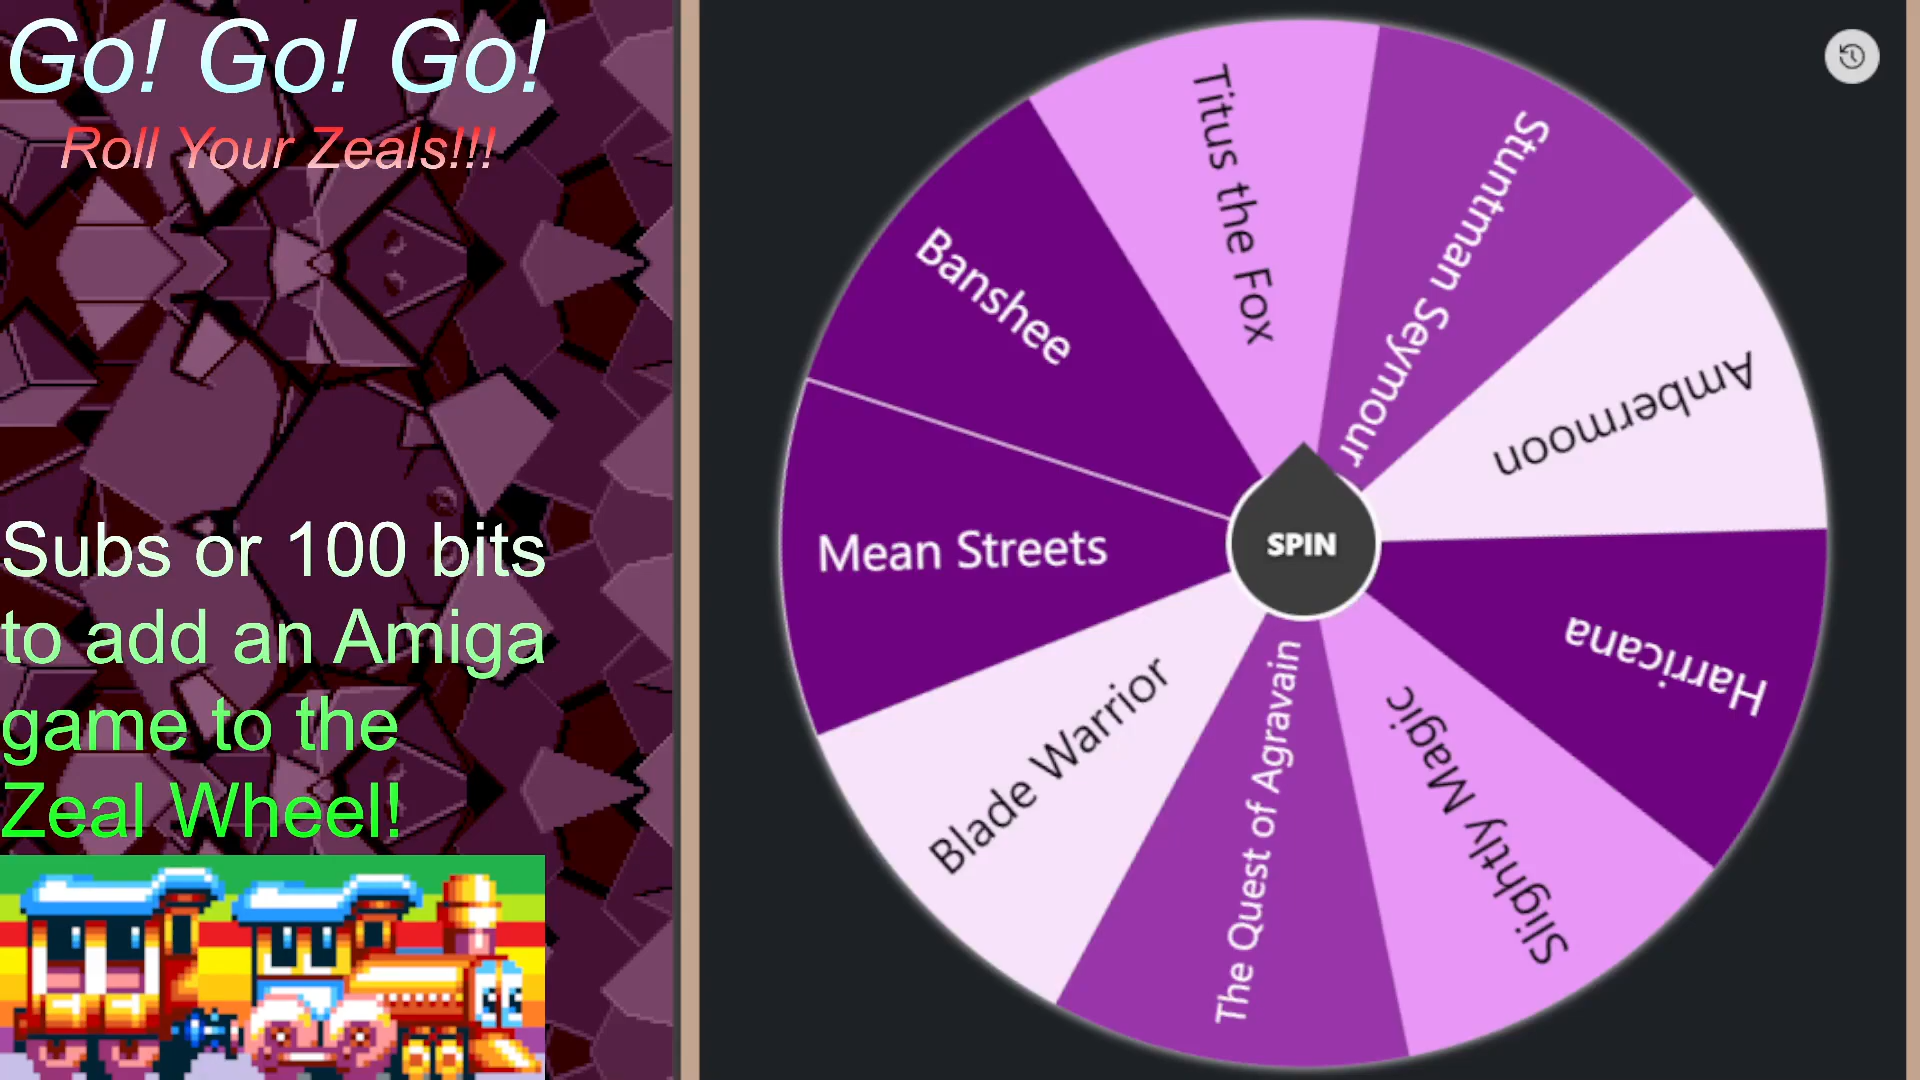 Go! Go! Go!
Roll Your Zeals!!!
Subs or 100 bits
to add an Amiga
game to the
Zeal Wheel!
Titus the Fox
Stuntman Seymour
Ambermoon
Harricana
Slightly Magic
The Quest of Agravain
Blade Warrior
Mean Streets
Banshee
SPIN